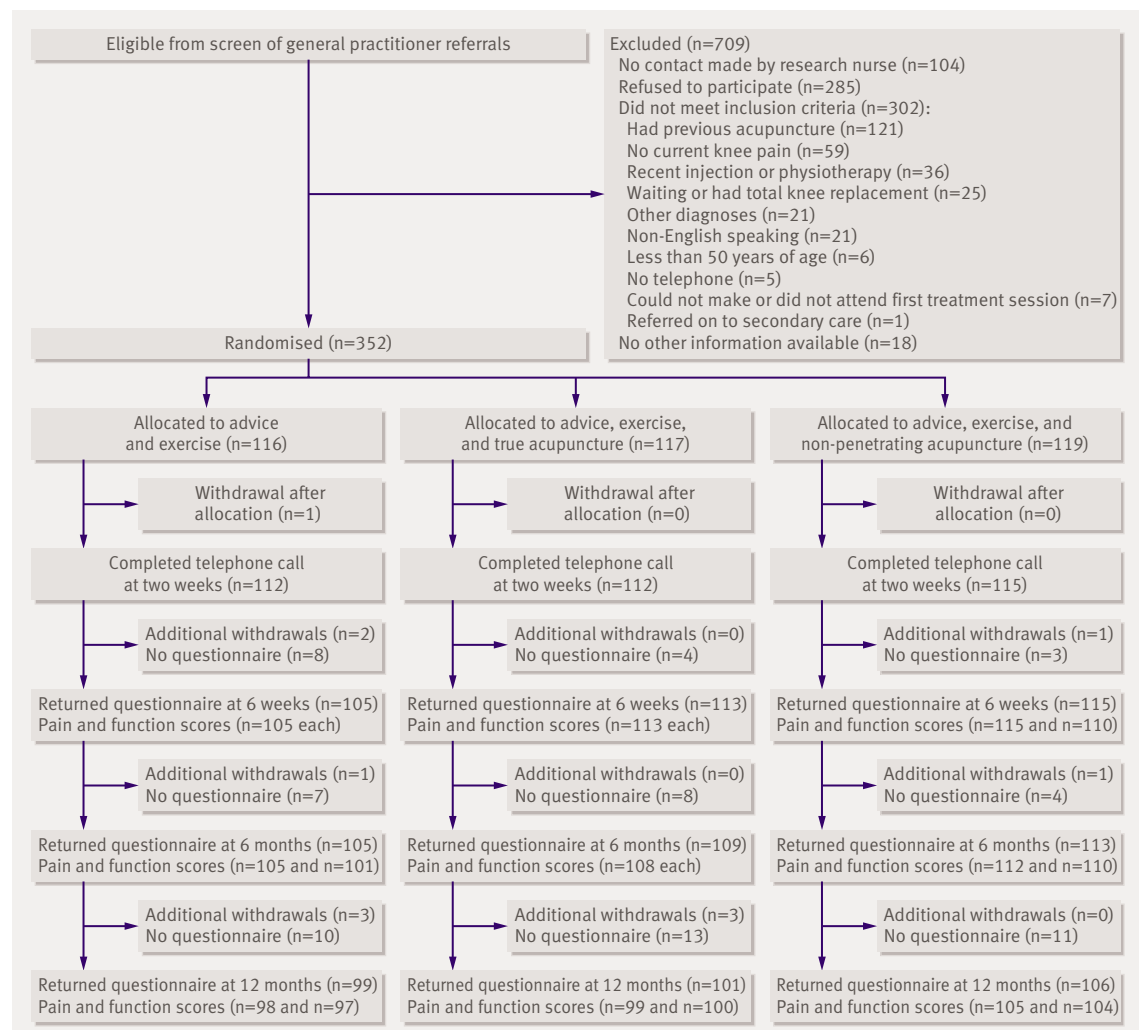 Eligible from screen of general practitioner referrals
Excluded (n=709)
No contact made by research nurse (n=104)
Refused to participate (n=285)
Did not meet inclusion criteria (n=302):
Had previous acupuncture (n=121)
No current knee pain (n=59)
Recent injection or physiotherapy (n=36)
Waiting or had total knee replacement (n=25)
Other diagnoses (n=21)
Non-English speaking (n=21)
Less than 50 years of age (n=6)
No telephone (n=5)
Could not make or did not attend first treatment session (n=7)
Referred on to secondary care (n=1)
No other information available (n=18)
Randomised (n=352)
Allocated to advice
and exercise (n=116)
Allocated to advice, exercise,
and true acupuncture (n=117)
Allocated to advice, exercise, and
non-penetrating acupuncture (n=119)
Withdrawal after
allocation (n=1)
Withdrawal after
allocation (n=0)
Withdrawal after
allocation (n=0)
Completed telephone call
at two weeks (n=112)
Completed telephone call
at two weeks (n=112)
Completed telephone call
at two weeks (n=115)
Additional withdrawals (n=2)
No questionnaire (n=8)
Additional withdrawals (n=0)
No questionnaire (n=4)
Additional withdrawals (n=1)
No questionnaire (n=3)
Returned questionnaire at 6 weeks (n=105)
Pain and function scores (n=105 each)
Returned questionnaire at 6 weeks (n=113)
Pain and function scores (n=113 each)
Returned questionnaire at 6 weeks (n=115)
Pain and function scores (n=115 and n=110)
Additional withdrawals (n=1)
No questionnaire (n=7)
Additional withdrawals (n=0)
No questionnaire (n=8)
Additional withdrawals (n=1)
No questionnaire (n=4)
Returned questionnaire at 6 months (n=105)
Pain and function scores (n=105 and n=101)
Returned questionnaire at 6 months (n=109)
Pain and function scores (n=108 each)
Returned questionnaire at 6 months (n=113)
Pain and function scores (n=112 and n=110)
Additional withdrawals (n=3)
No questionnaire (n=10)
Additional withdrawals (n=3)
No questionnaire (n=13)
Additional withdrawals (n=0)
No questionnaire (n=11)
Returned questionnaire at 12 months (n=99)
Pain and function scores (n=98 and n=97)
Returned questionnaire at 12 months (n=101)
Pain and function scores (n=99 and n=100)
Returned questionnaire at 12 months (n=106)
Pain and function scores (n=105 and n=104)